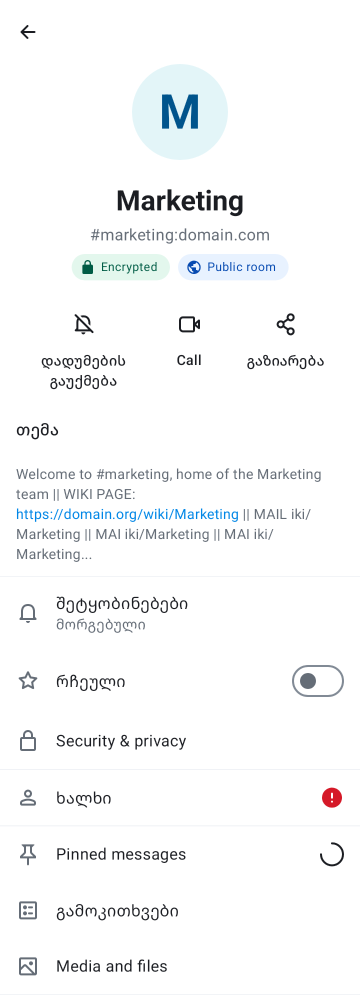 M
Marketing
#marketing:domain.com
Encrypted
Public room
დადუმების
გაუქმება
Call
გაზიარება
თემა
Welcome to #marketing, home of the Marketing
team || WIKI PAGE:
https://domain.org/wiki/Marketing || MAIL iki/
Marketing || MAI iki/Marketing || MAI iki/
Marketing...
შეტყობინებები
მორგებული
რჩეული
Security & privacy
ხალხი
Pinned messages
გამოკითხვები
Media and files